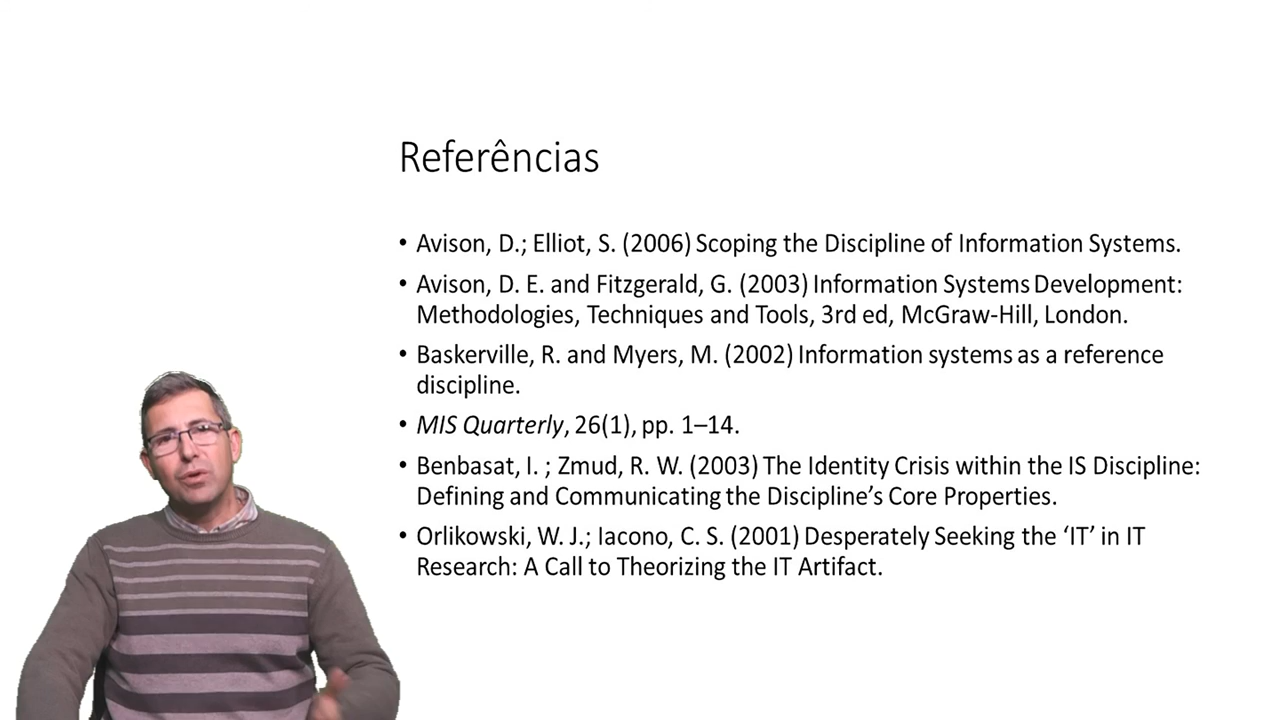 Referências
• Avison, D.; Elliot, S. (2006) Scoping the Discipline of Information Systems.
• Avison, D. E. and Fitzgerald, G. (2003) Information Systems Development:
Methodologies, Techniques and Tools, 3rd ed, McGraw-Hill, London.
• Baskerville, R. and Myers, M. (2002) Information systems as a reference
discipline.
• MIS Quarterly, 26(1), pp. 1–14.
• Benbasat, I. ; Zmud, R. W. (2003) The Identity Crisis within the IS Discipline:
Defining and Communicating the Discipline’s Core Properties.
• Orlikowski, W. J.; Iacono, C. S. (2001) Desperately Seeking the ‘IT’ in IT
Research: A Call to Theorizing the IT Artifact.